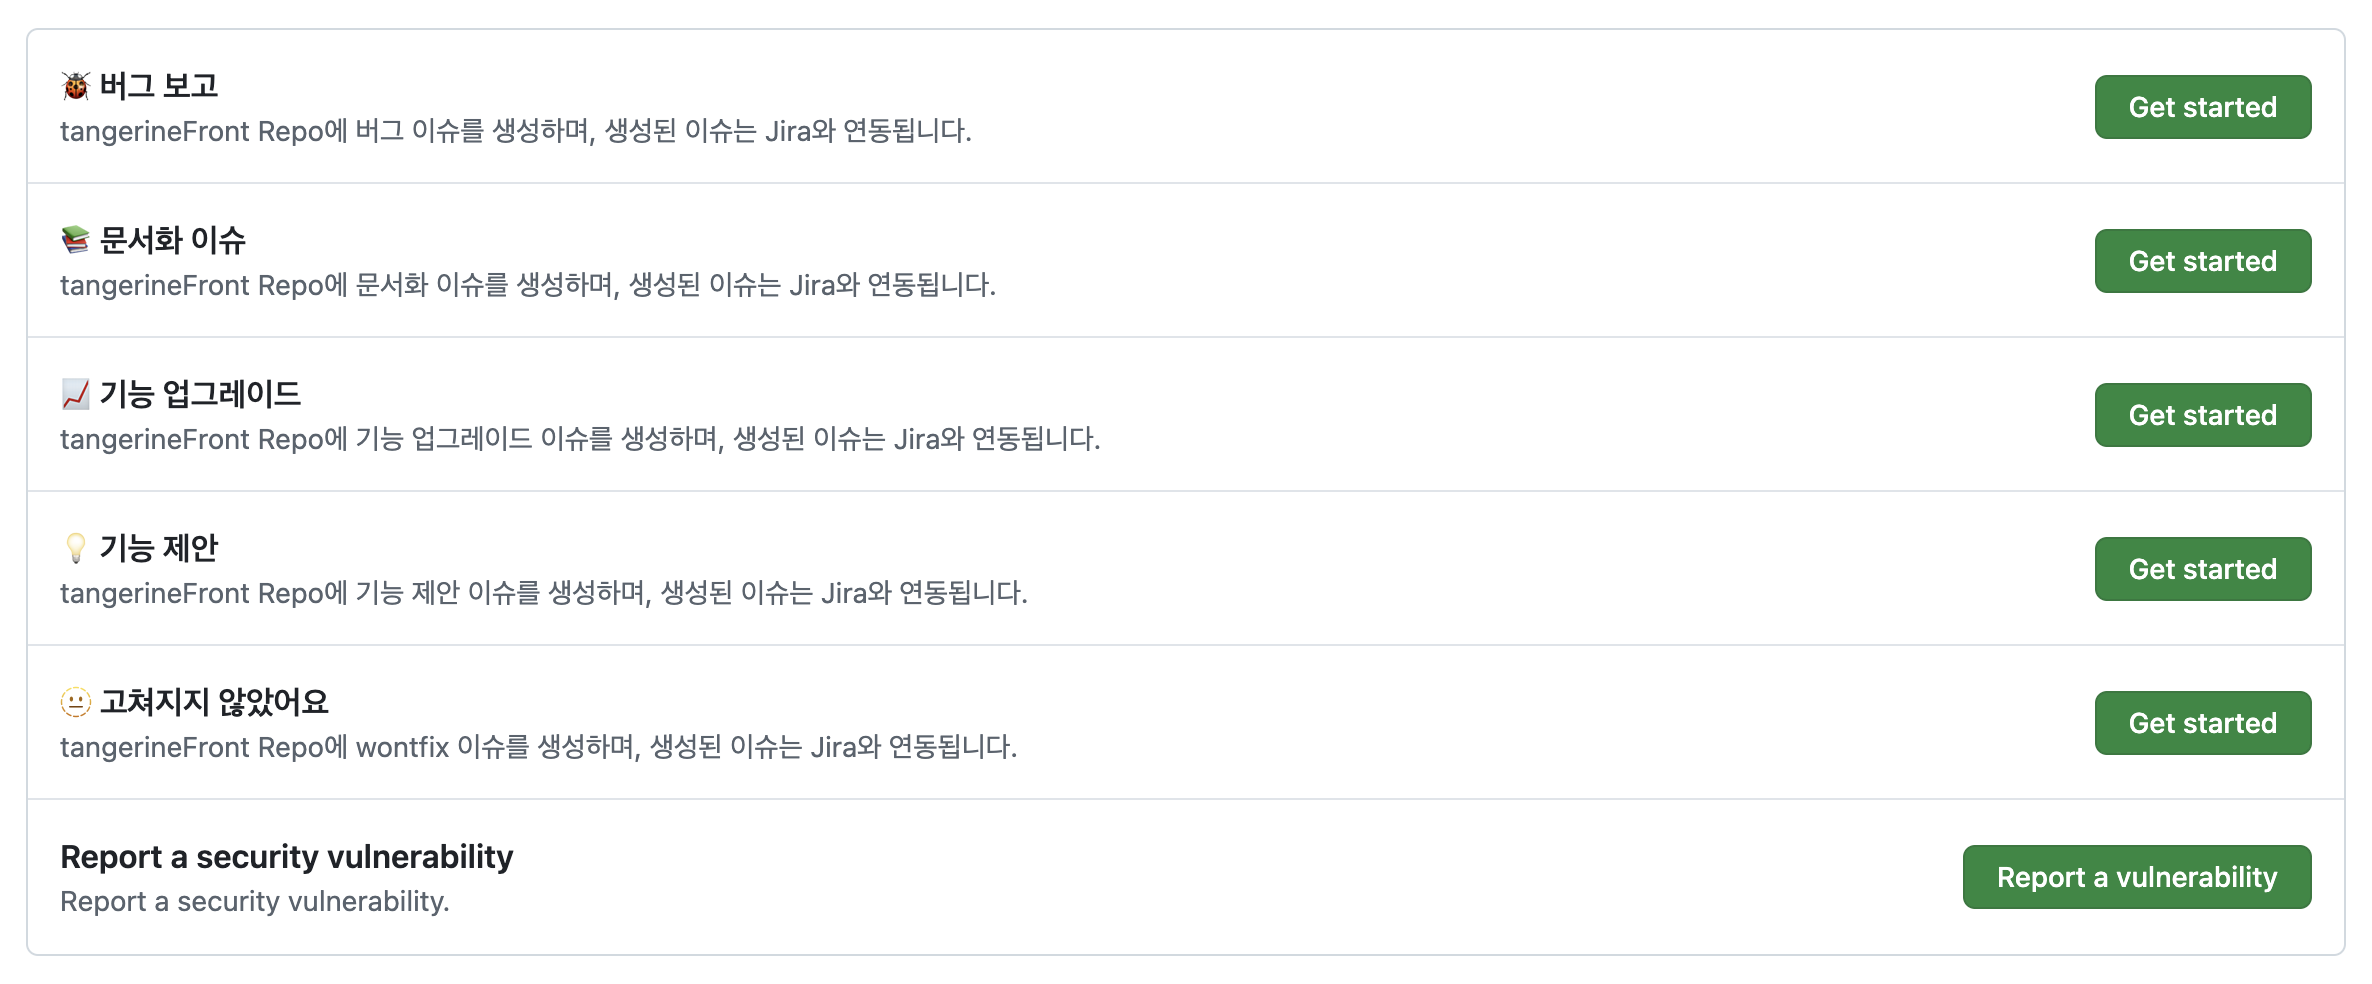 🐞 버그 보고
tangerineFront Repo에 버그 이슈를 생성하며, 생성된 이슈는 Jira와 연동됩니다.
Get started
📚 문서화 이슈
tangerineFront Repo에 문서화 이슈를 생성하며, 생성된 이슈는 Jira와 연동됩니다.
Get started
📈 기능 업그레이드
tangerineFront Repo에 기능 업그레이드 이슈를 생성하며, 생성된 이슈는 Jira와 연동됩니다.
Get started
💡 기능 제안
tangerineFront Repo에 기능 제안 이슈를 생성하며, 생성된 이슈는 Jira와 연동됩니다.
Get started
🫥 고쳐지지 않았어요
tangerineFront Repo에 wontfix 이슈를 생성하며, 생성된 이슈는 Jira와 연동됩니다.
Get started
Report a security vulnerability
Report a security vulnerability.
Report a vulnerability